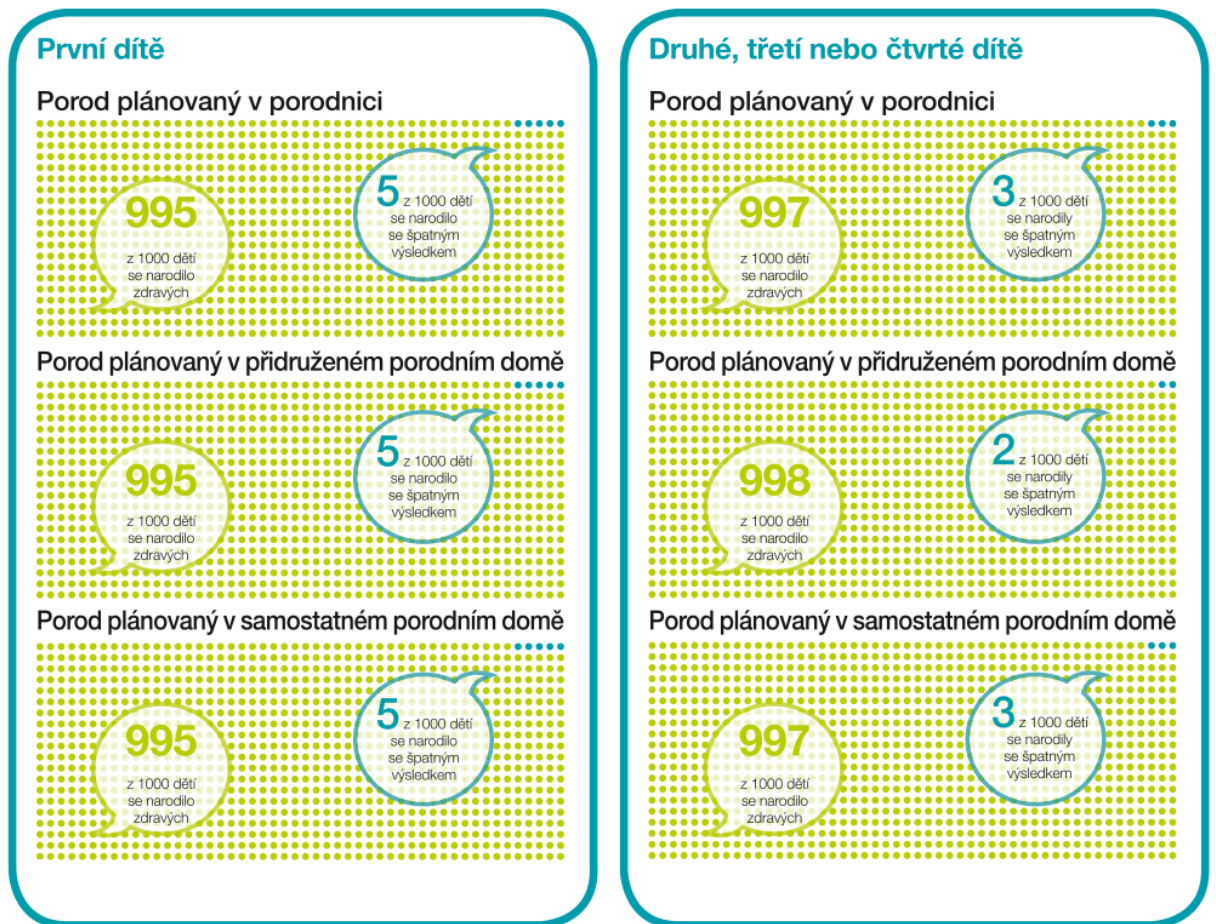 První dítě
Porod plánovaný v porodnici
995
z 1000 dětí
se narodilo
zdravých
5 z 1000 dětí
se narodilo
se špatným
výsledkem
Porod plánovaný v přidruženém porodním domě
995
z 1000 dětí
se narodilo
zdravých
5 z 1000 dětí
se narodilo
se špatným
výsledkem
Porod plánovaný v samostatném porodním domě
995
z 1000 dětí
se narodilo
zdravých
5 z 1000 dětí
se narodilo
se špatným
výsledkem
Druhé, třetí nebo čtvrté dítě
Porod plánovaný v porodnici
997
z 1000 dětí
se narodilo
zdravých
3 z 1000 dětí
se narodily
se špatným
výsledkem
Porod plánovaný v přidruženém porodním domě
998
z 1000 dětí
se narodilo
zdravých
2 z 1000 dětí
se narodily
se špatným
výsledkem
Porod plánovaný v samostatném porodním domě
997
z 1000 dětí
se narodilo
zdravých
3 z 1000 dětí
se narodily
se špatným
výsledkem